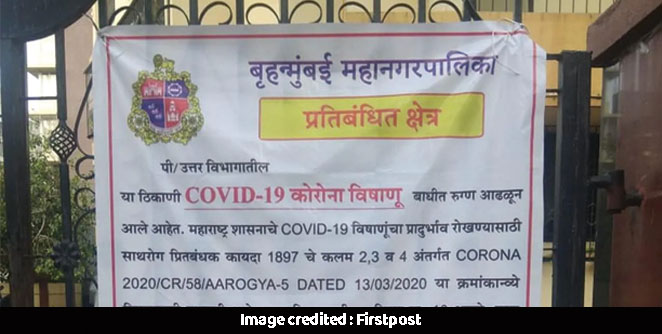 बृहन्मुंबई महानगरपालिका
प्रतिबंधित क्षेत्र
पी/ उत्तर विभागातील
या ठिकाणी COVID-19 कोरोना विषाणू बाधीत रुग्ण आढळून
आले आहेत. महाराष्ट्र शासनाचे COVID-19 विषाणूंचा प्रादुर्भाव रोखण्यासाठी
साथरोग प्रितबंधक कायदा 1897 चे कलम 2,3 व 4 अंतर्गत CORONA
2020/CR/58/AAROGYA-5 DATED 13/03/2020 या क्रमांकान्व्ये
Image credited : Firstpost